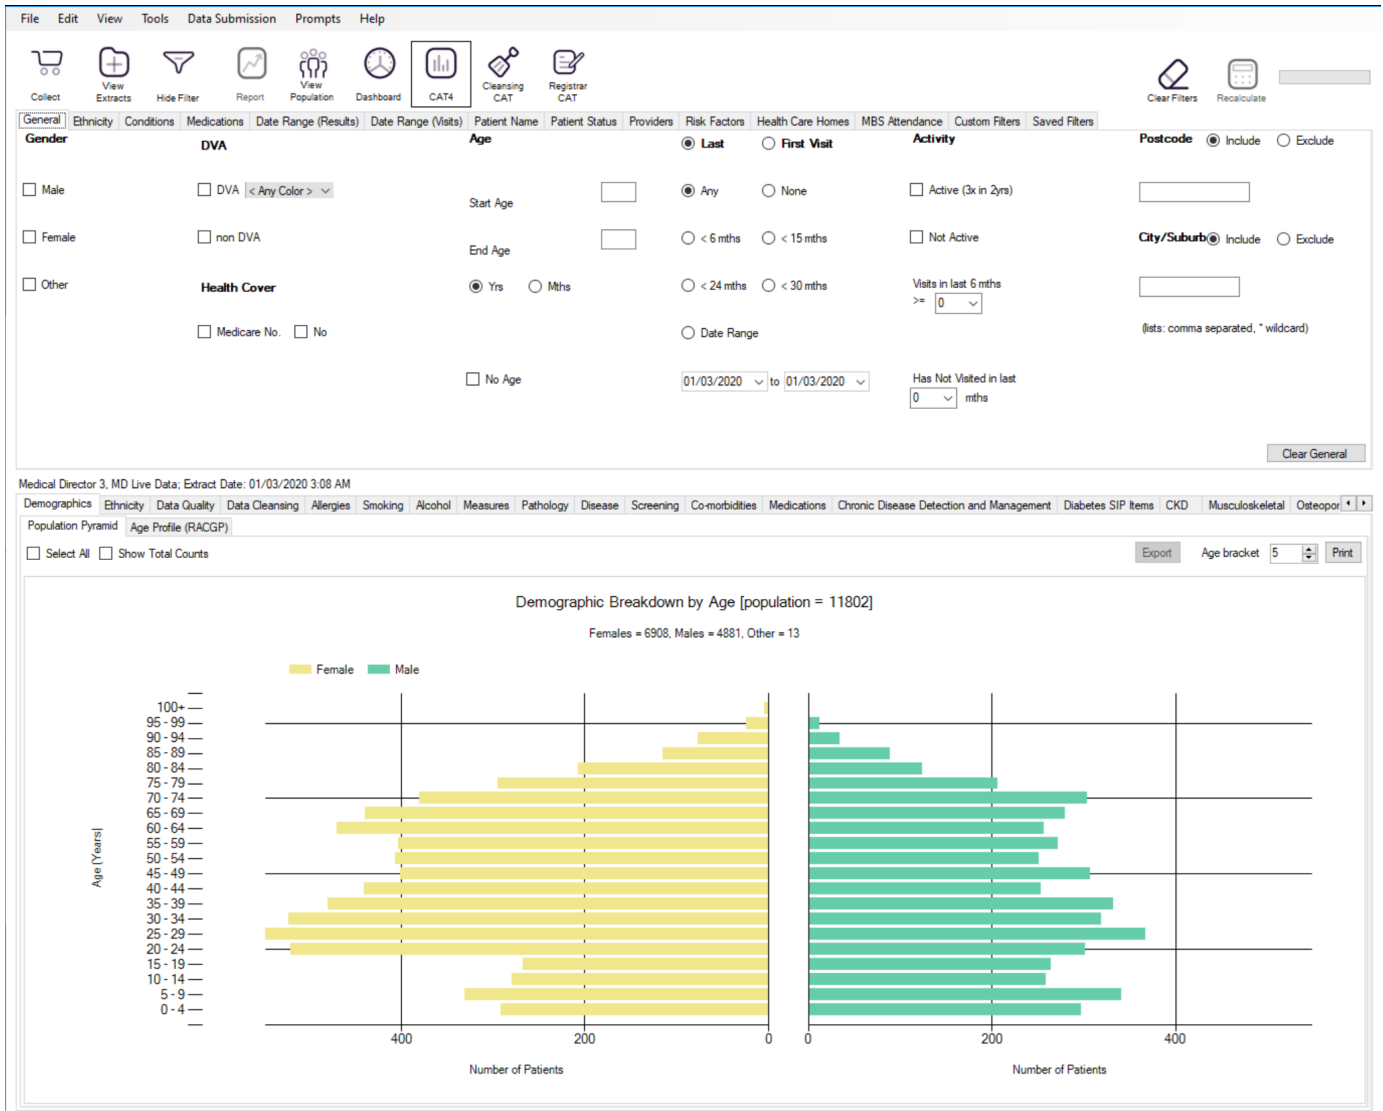 File Edit View Tools Data Submission Prompts Help
Collect View Extracts Hide Filter Report View Population Dashboard CAT4 Cleansing CAT Registrar CAT Clear Filters Recalculate
General Ethnicity Conditions Medications Date Range (Results) Date Range (Visits) Patient Name Patient Status Providers Risk Factors Health Care Homes MBS Attendance Custom Filters Saved Filters
Gender DVA Age Last First Visit Activity Postcode Include Exclude
Male DVA < Any Color > Start Age Any None Active (3x in 2yrs)
Female non DVA End Age < 6 mths < 15 mths Not Active City/Suburb Include Exclude
Other Health Cover Yrs Mths < 24 mths < 30 mths Visits in last 6 mths
>= 0
Medicare No. No Date Range (lists: comma separated, * wildcard)
No Age 01/03/2020 to 01/03/2020 Has Not Visited in last
0 mths
Clear General
Medical Director 3, MD Live Data; Extract Date: 01/03/2020 3:08 AM
Demographics Ethnicity Data Quality Data Cleansing Allergies Smoking Alcohol Measures Pathology Disease Screening Co-morbidities Medications Chronic Disease Detection and Management Diabetes SIP Items CKD Musculoskeletal Osteopor
Population Pyramid Age Profile (RACGP)
Select All Show Total Counts Export Age bracket 5 Print
Demographic Breakdown by Age [population = 11802]
Females = 6908, Males = 4881, Other = 13
Female Male
100+
95 - 99
90 - 94
85 - 89
80 - 84
75 - 79
70 - 74
65 - 69
60 - 64
55 - 59
50 - 54
45 - 49
40 - 44
35 - 39
30 - 34
25 - 29
20 - 24
15 - 19
10 - 14
5 - 9
0 - 4
Age (Years)
400 200 0 0 200 400
Number of Patients Number of Patients